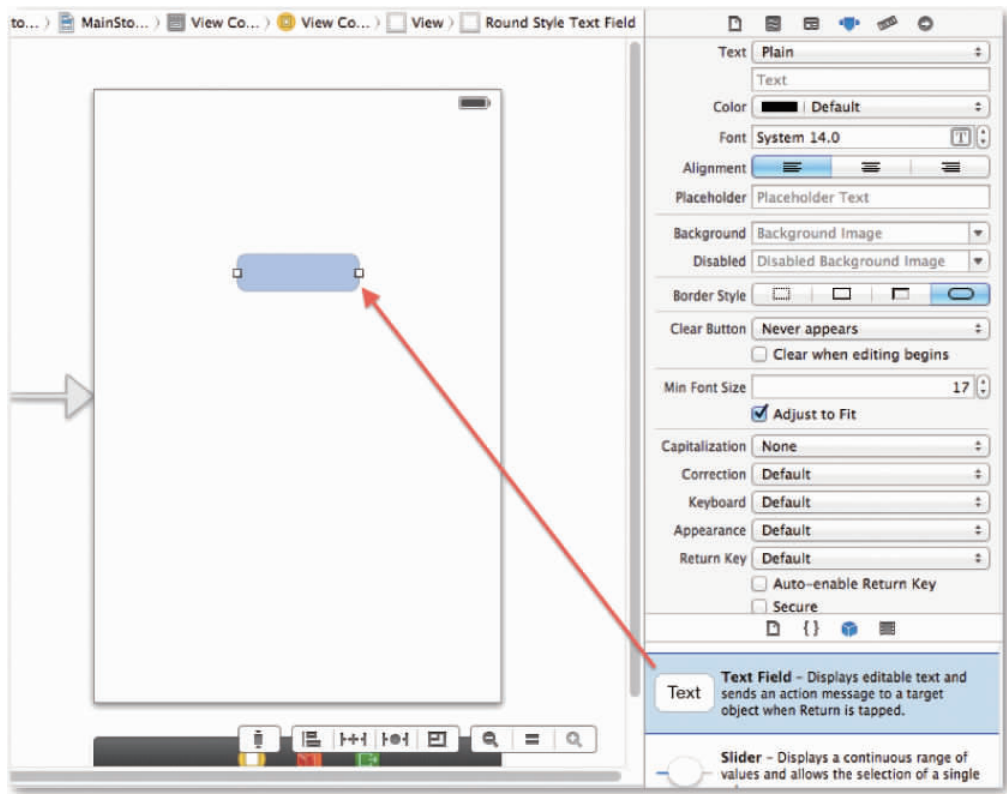 to... MainSto... View Co... View Co... View Round Style Text Field
Text Plain
Text
Color Default
Font System 14.0 T
Alignment
Placeholder Placeholder Text
Background Background Image
Disabled Disabled Background Image
Border Style
Clear Button Never appears
Clear when editing begins
Min Font Size 17
Adjust to Fit
Capitalization None
Correction Default
Keyboard Default
Appearance Default
Return Key Default
Auto-enable Return Key
Secure
{}
Text
Text Field – Displays editable text and
sends an action message to a target
object when Return is tapped.
Slider – Displays a continuous range of
values and allows the selection of a single